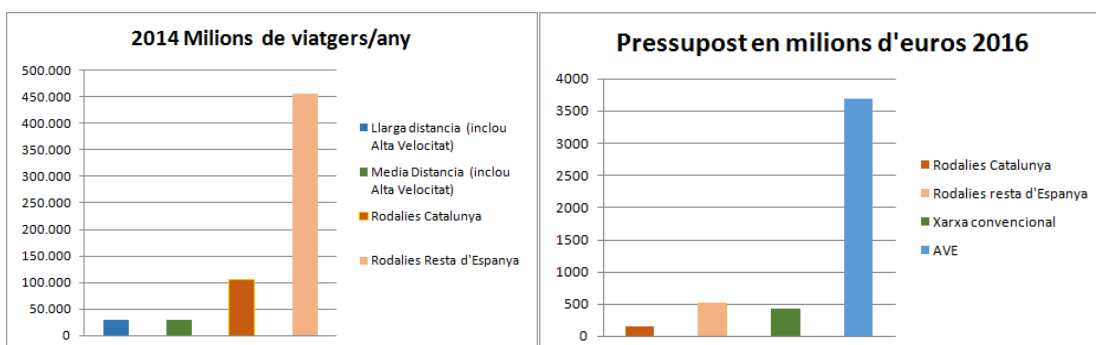 2014 Milions de viatgers/any
500.000
450.000
400.000
350.000
300.000
250.000
200.000
150.000
100.000
50.000
0
Llarga distancia (inclou
Alta Velocitat)
Media Distancia (inclou
Alta Velocitat)
Rodalies Catalunya
Rodalies Resta d'Espanya
Pressupost en milions d'euros 2016
4000
3500
3000
2500
2000
1500
1000
500
0
Rodalies Catalunya
Rodalies resta d'Espanya
Xarxa convencional
AVE